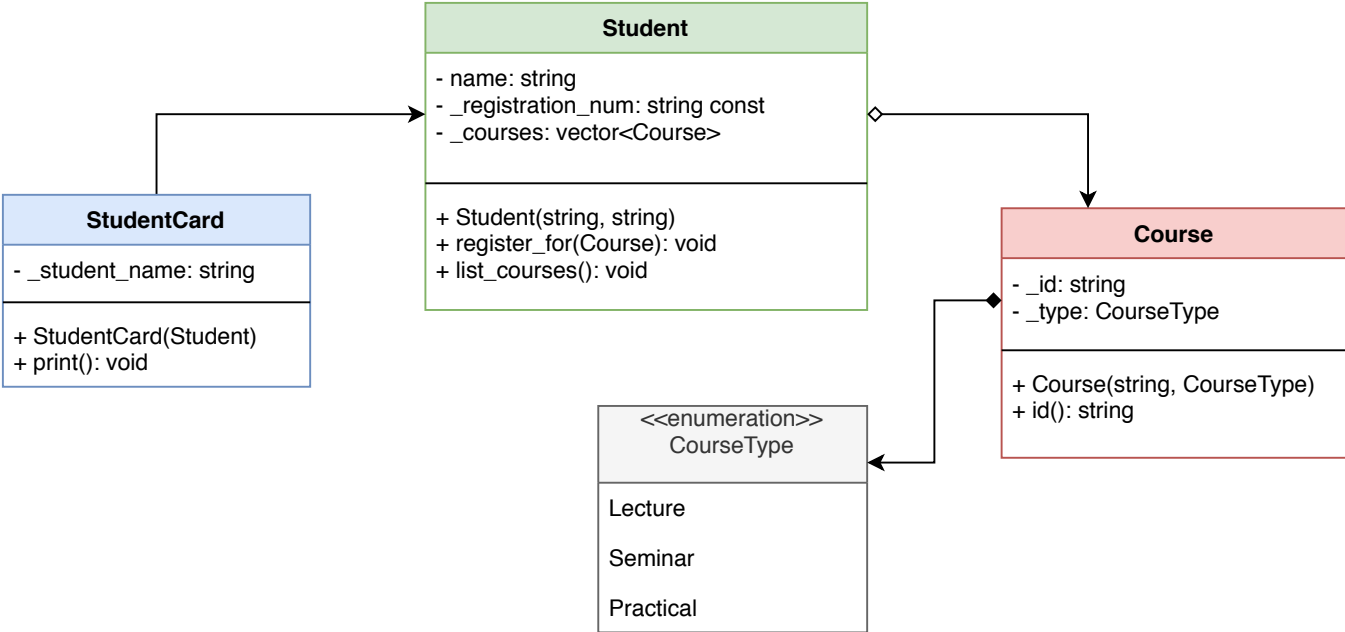 Student
- name: string
- _registration_num: string const
- _courses: vector<Course>
+ Student(string, string)
+ register_for(Course): void
+ list_courses(): void
StudentCard
- _student_name: string
+ StudentCard(Student)
+ print(): void
Course
- _id: string
- _type: CourseType
+ Course(string, CourseType)
+ id(): string
<<enumeration>>
CourseType
Lecture
Seminar
Practical